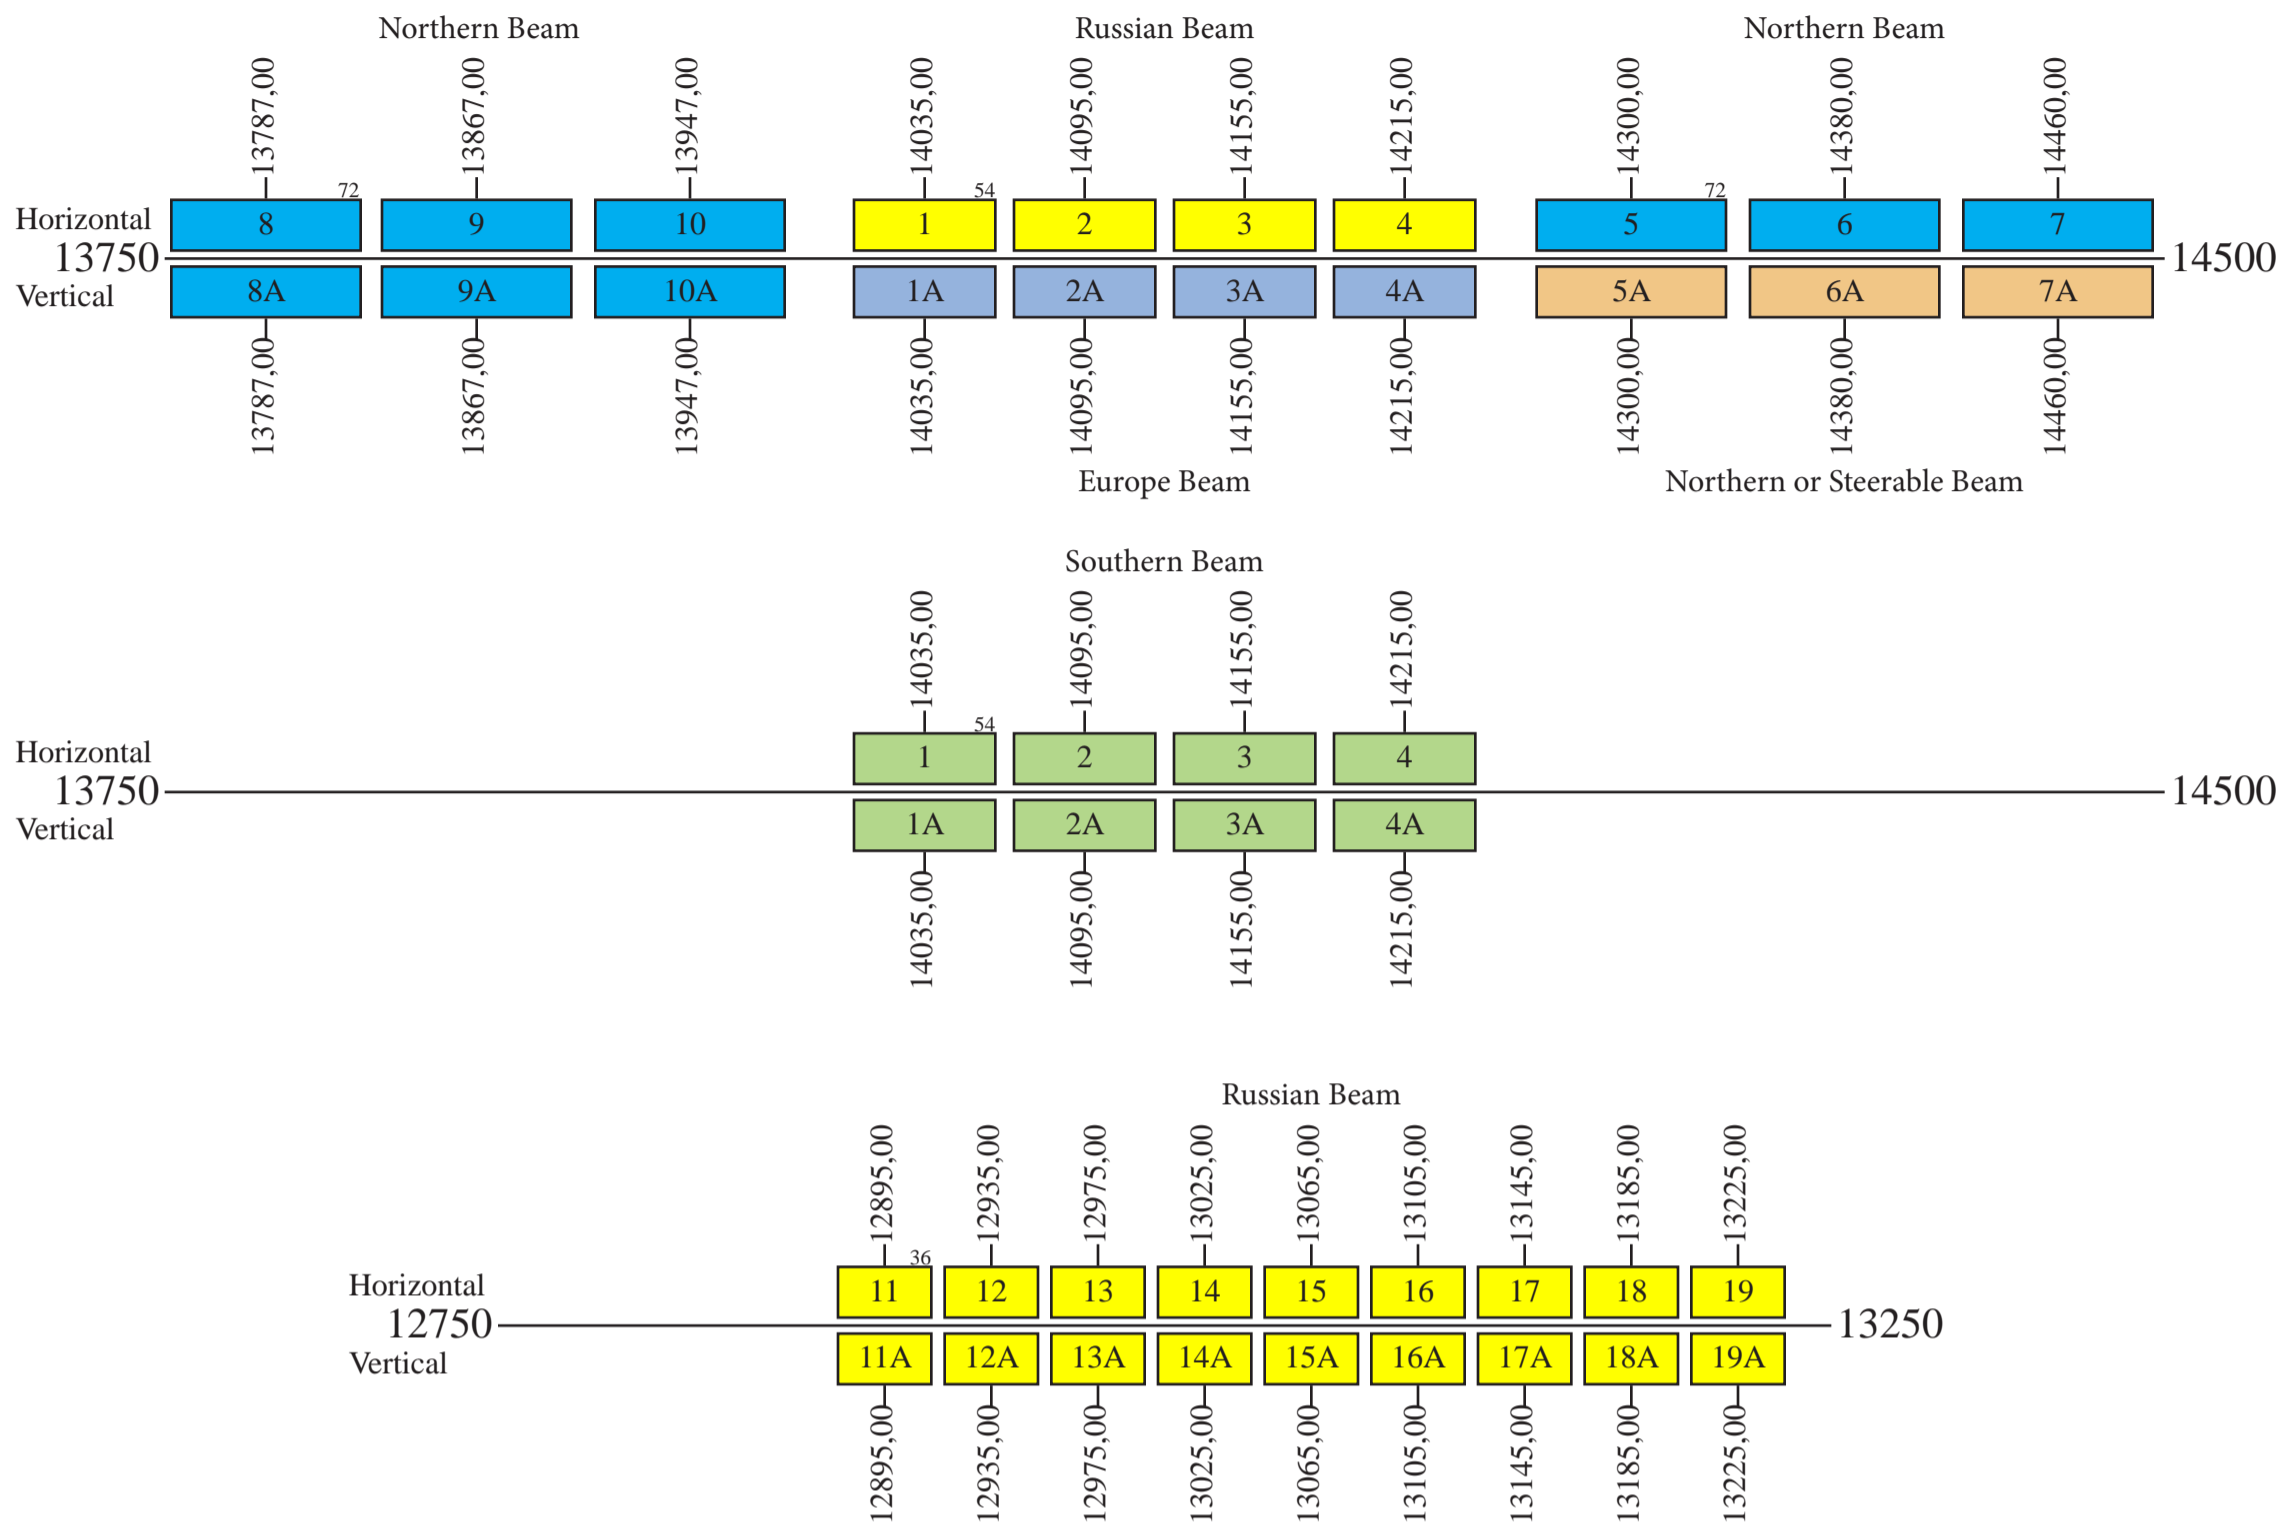 Northern Beam Russian Beam Northern Beam
13787,00 13867,00 13947,00 14035,00 14095,00 14155,00 14215,00 14300,00 14380,00 14460,00
72 54 72
Horizontal 8 9 10 1 2 3 4 5 6 7
13750 14500
Vertical 8A 9A 10A 1A 2A 3A 4A 5A 6A 7A
13787,00 13867,00 13947,00 14035,00 14095,00 14155,00 14215,00 14300,00 14380,00 14460,00
Europe Beam Northern or Steerable Beam
Southern Beam
14035,00 14095,00 14155,00 14215,00
54
Horizontal 1 2 3 4
13750 14500
Vertical 1A 2A 3A 4A
14035,00 14095,00 14155,00 14215,00
Russian Beam
12895,00 12935,00 12975,00 13025,00 13065,00 13105,00 13145,00 13185,00 13225,00
36
Horizontal 11 12 13 14 15 16 17 18 19
12750 13250
Vertical 11A 12A 13A 14A 15A 16A 17A 18A 19A
12895,00 12935,00 12975,00 13025,00 13065,00 13105,00 13145,00 13185,00 13225,00